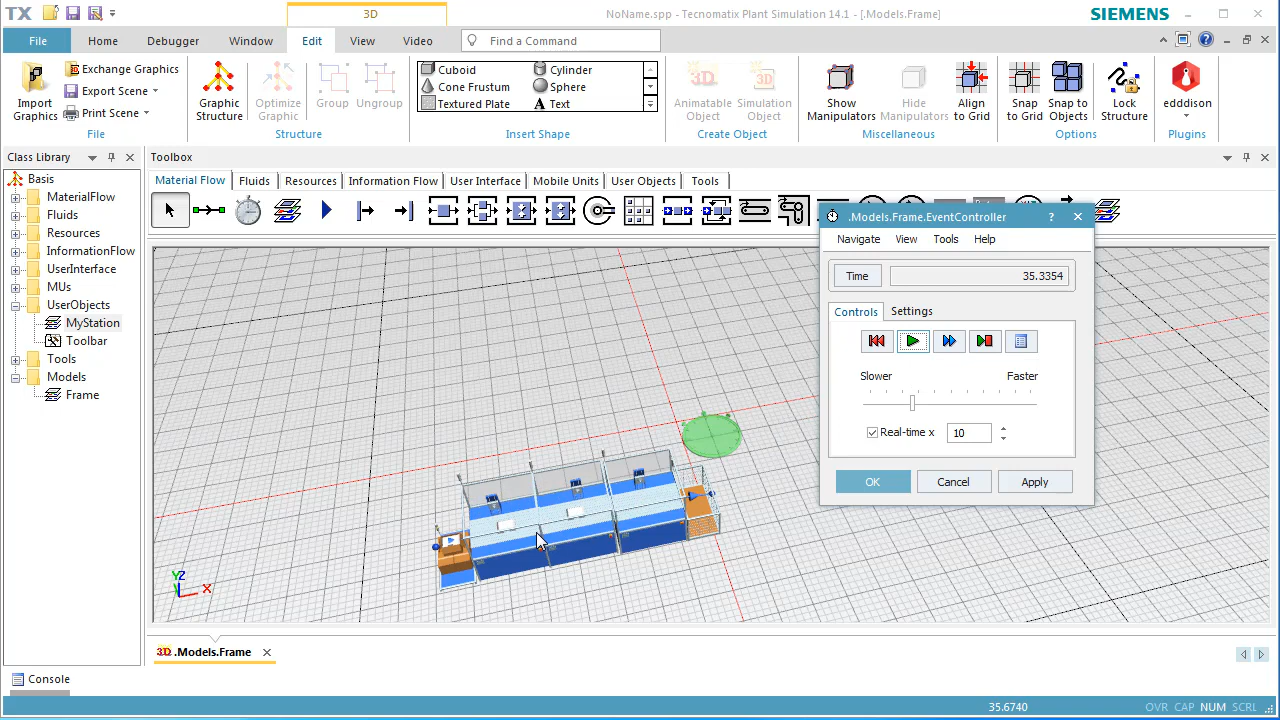 TX
3D
NoName.spp - Tecnomatix Plant Simulation 14.1 - [.Models.Frame]
SIEMENS
File
Home
Debugger
Window
Edit
View
Video
Find a Command
Import Graphics
Exchange Graphics
Export Scene
Print Scene
File
Graphic Structure
Optimize Graphic
Group
Ungroup
Structure
Cuboid
Cylinder
Cone Frustum
Sphere
Textured Plate
A Text
Insert Shape
Animatable Object
Simulation Object
Create Object
Show Manipulators
Hide Manipulators
Align to Grid
Miscellaneous
Snap to Grid
Snap to Objects
Lock Structure
Options
edddison
Plugins
Class Library
Toolbox
Basis
MaterialFlow
Fluids
Resources
InformationFlow
UserInterface
MUs
UserObjects
MyStation
Toolbar
Tools
Models
Frame
Material Flow
Fluids
Resources
Information Flow
User Interface
Mobile Units
User Objects
Tools
.Models.Frame.EventController
?
Navigate
View
Tools
Help
Time
35.3354
Controls
Settings
Slower
Faster
Real-time x
10
OK
Cancel
Apply
Z
Y
X
3D .Models.Frame
Console
35.6740
OVR CAP NUM SCRL